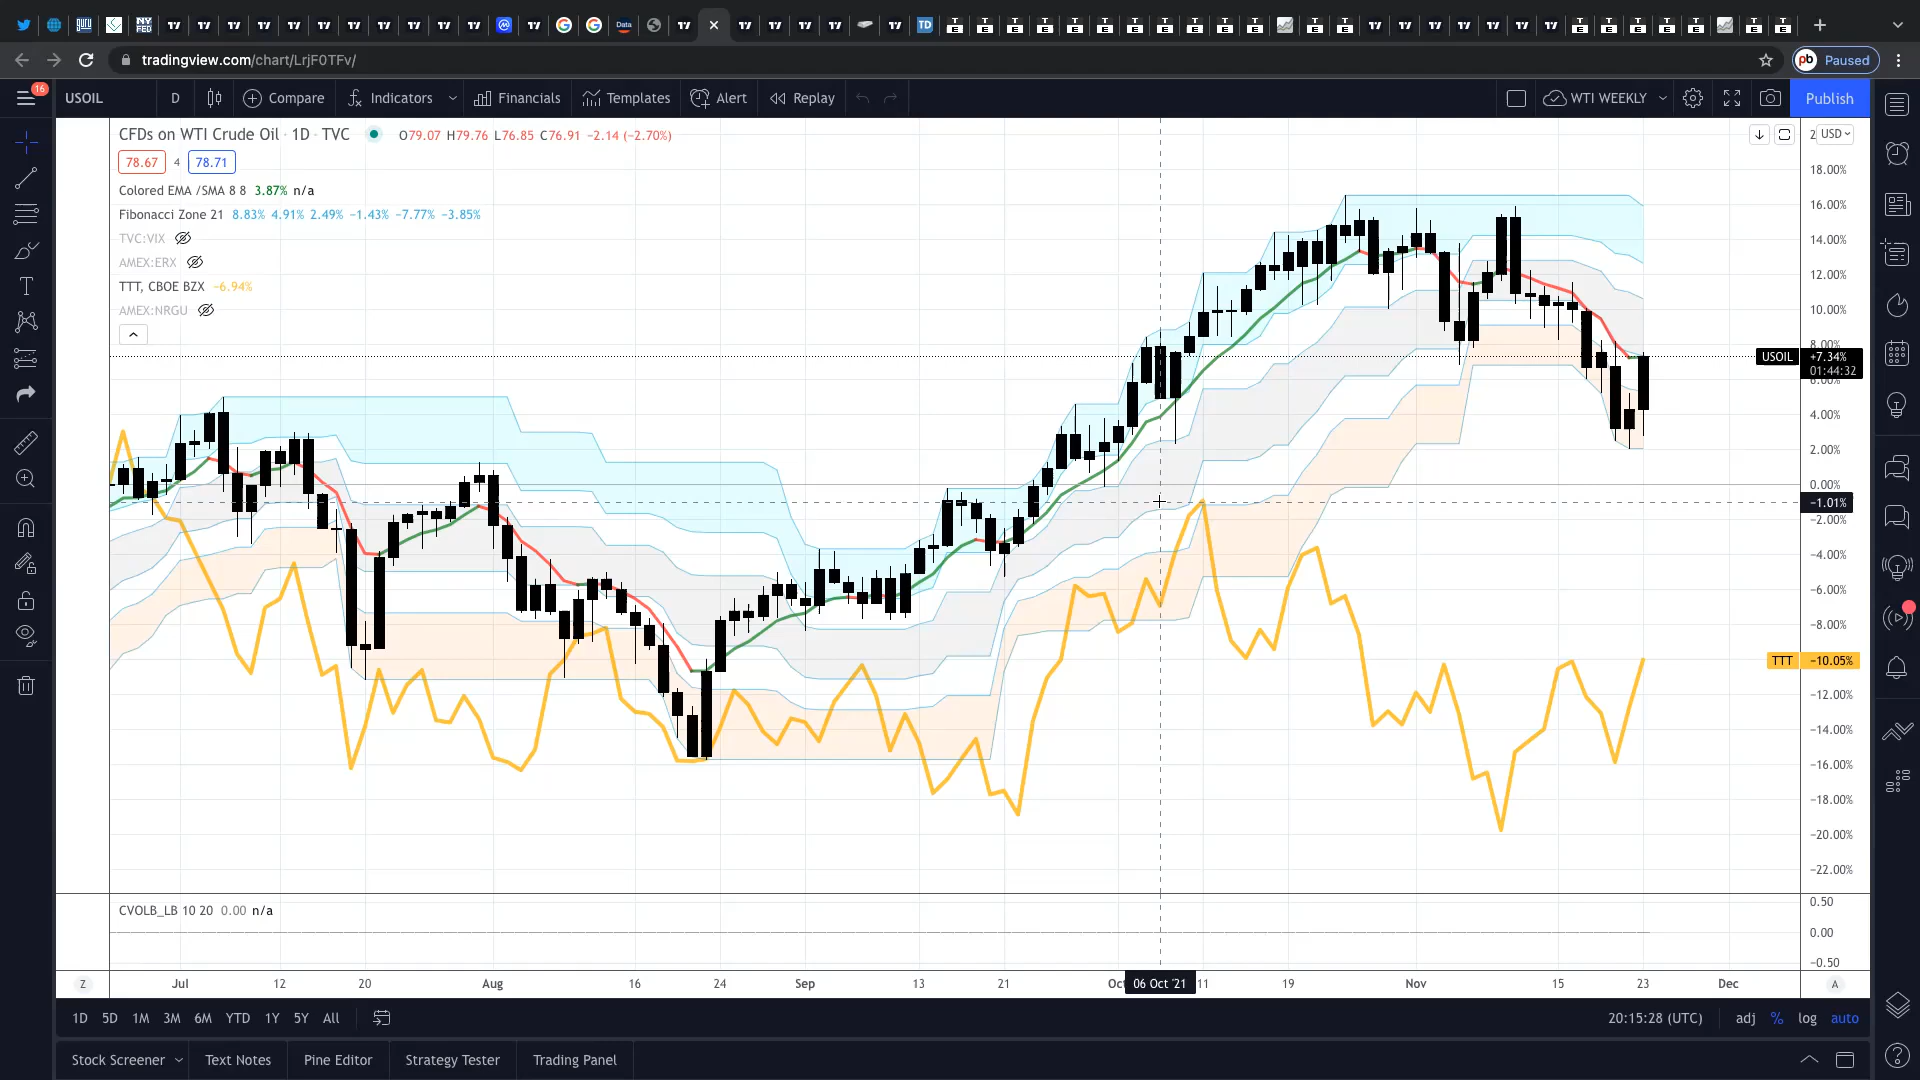 tradingview.com/chart/LrjF0TFv/
Paused
16
USOIL D Compare Indicators Financials Templates Alert Replay WTI WEEKLY Publish
CFDs on WTI Crude Oil · 1D · TVC O79.07 H79.76 L76.85 C76.91 −2.14 (−2.70%)
78.67 4 78.71
Colored EMA /SMA 8 8 3.87% n/a
Fibonacci Zone 21 8.83% 4.91% 2.49% −1.43% −7.77% −3.85%
TVC:VIX
AMEX:ERX
TTT, CBOE BZX −6.94%
AMEX:NRGU
USD
18.00%
16.00%
14.00%
12.00%
10.00%
8.00%
USOIL +7.34%
01:44:32
6.00%
4.00%
2.00%
0.00%
−1.01%
−2.00%
−4.00%
−6.00%
−8.00%
TTT −10.05%
−12.00%
−14.00%
−16.00%
−18.00%
−20.00%
−22.00%
CVOLB_LB 10 20 0.00 n/a
0.50
0.00
−0.50
Z Jul 12 20 Aug 16 24 Sep 13 21 Oct 06 Oct '21 11 19 Nov 15 23 Dec A
1D 5D 1M 3M 6M YTD 1Y 5Y All 20:15:28 (UTC) adj % log auto
Stock Screener Text Notes Pine Editor Strategy Tester Trading Panel